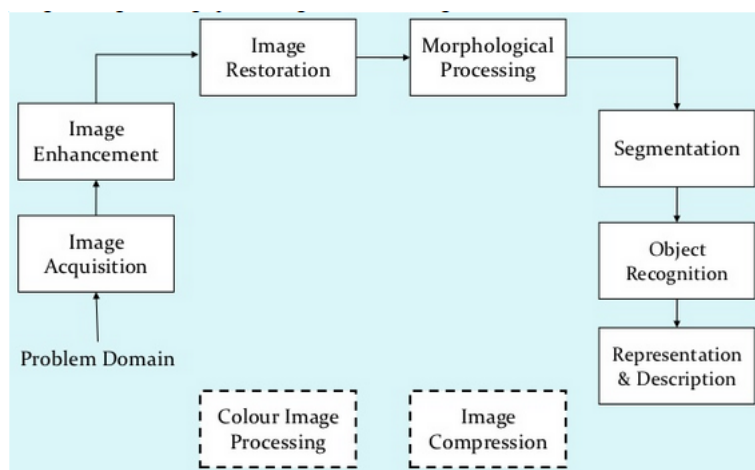 Image
Restoration
Morphological
Processing
Image
Enhancement
Segmentation
Image
Acquisition
Object
Recognition
Problem Domain
Representation
& Description
Colour Image
Processing
Image
Compression